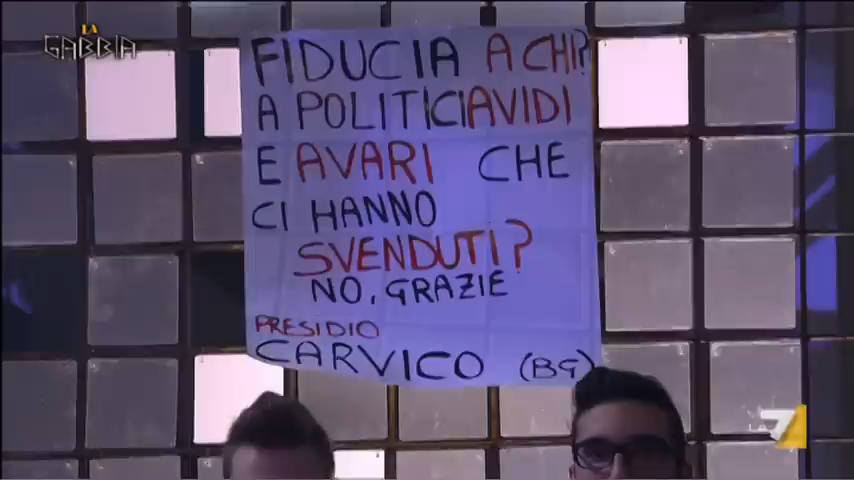 LA
GABBIA
FIDUCIA A CHI?
A POLITICI AVIDI
E AVARI CHE
CI HANNO
SVENDUTI?
NO, GRAZIE
PRESIDIO
CARVICO (BG)
LA7